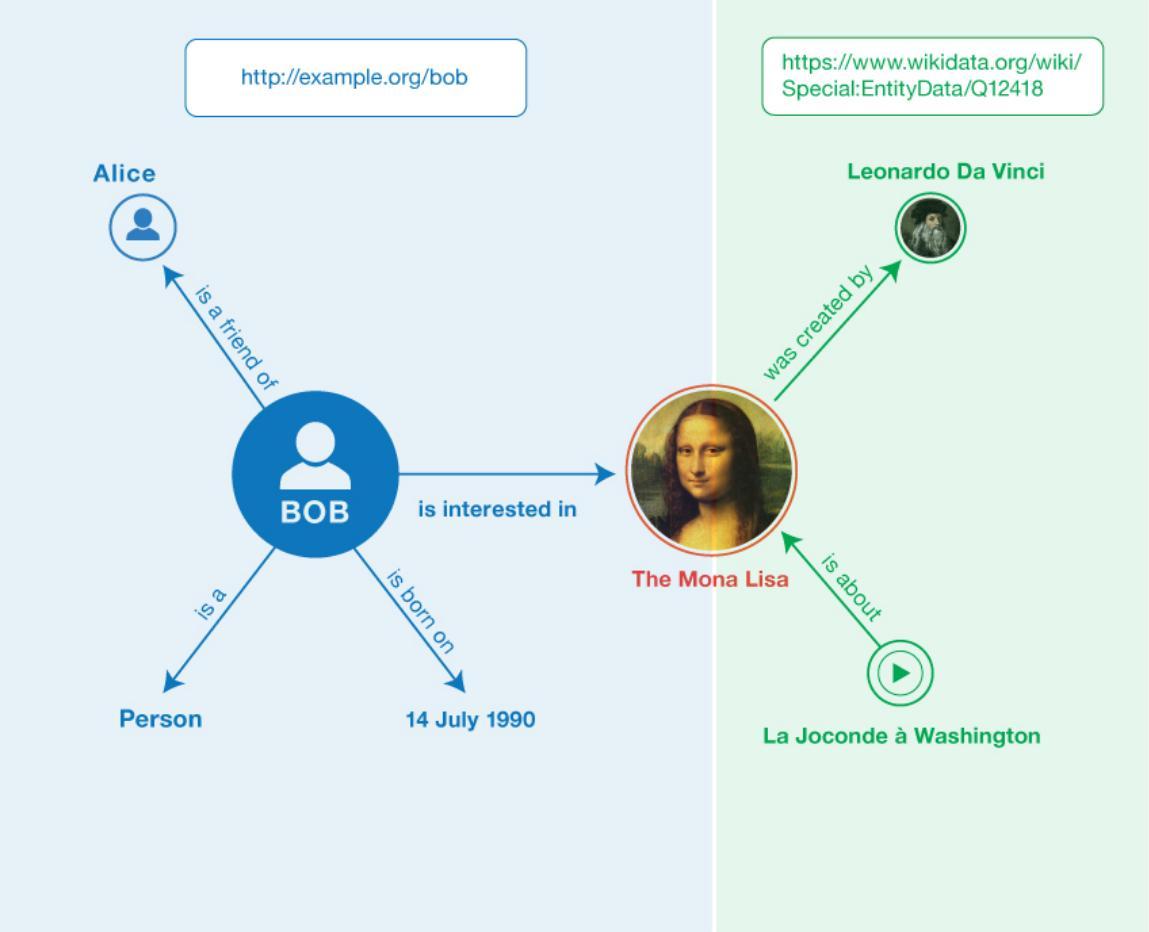 http://example.org/bob
https://www.wikidata.org/wiki/
Special:EntityData/Q12418
Alice
Leonardo Da Vinci
is a friend of
was created by
BOB
is interested in
The Mona Lisa
is a
is born on
is about
Person
14 July 1990
La Joconde à Washington